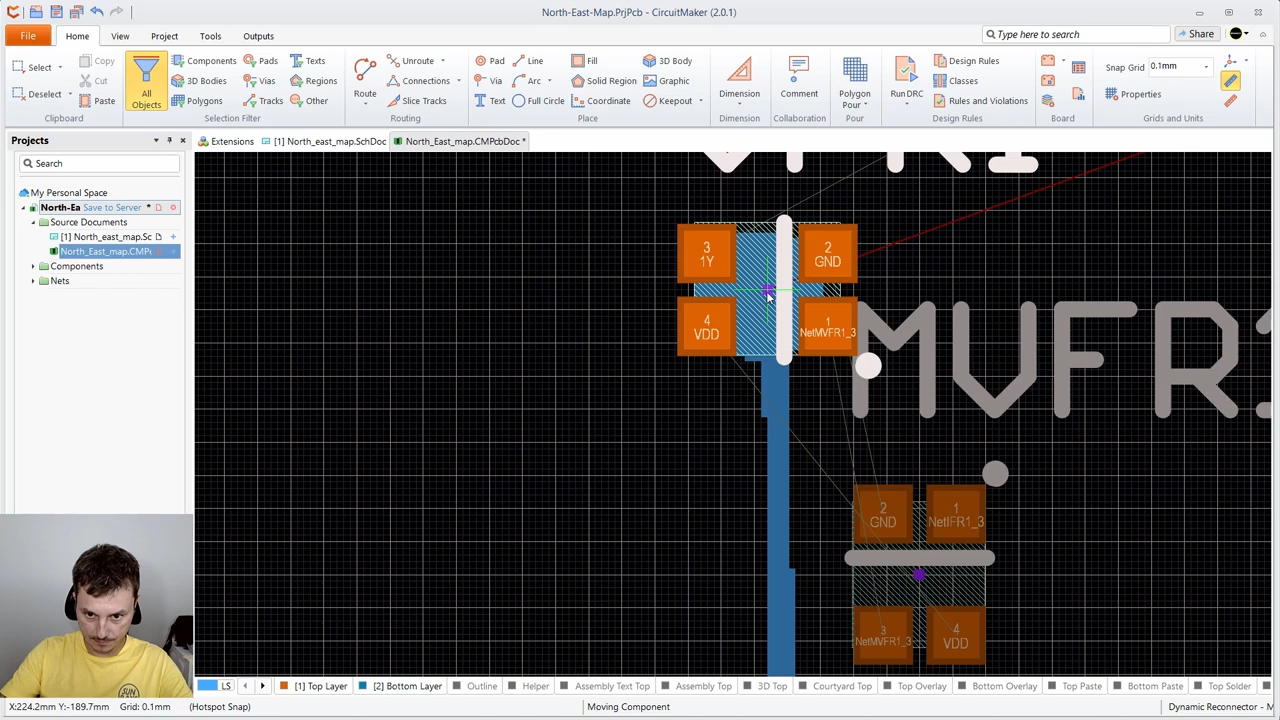 North-East-Map.PrjPcb - CircuitMaker (2.0.1)
File Home View Project Tools Outputs
Type here to search
Share
Select
Deselect
Copy
Cut
Paste
Clipboard
All Objects
Components Pads Texts
3D Bodies Vias Regions
Polygons Tracks Other
Selection Filter
Route
Unroute
Connections
Slice Tracks
Routing
Pad Line Fill 3D Body
Via Arc Solid Region Graphic
Text Full Circle Coordinate Keepout
Place
Dimension
Dimension
Comment
Collaboration
Polygon Pour
Pour
Run DRC
Design Rules
Classes
Rules and Violations
Design Rules
Board
Snap Grid 0.1mm
Properties
Grids and Units
Projects
Search
My Personal Space
North-Ea Save to Server *
Source Documents
[1] North_east_map.Sc
North_East_map.CMPc
Components
Nets
Extensions [1] North_east_map.SchDoc North_East_map.CMPcbDoc *
3
1Y
2
GND
4
VDD
1
NetMVFR1_3
MVFR1
2
GND
1
NetIFR1_3
3
NetMVFR1_3
4
VDD
SUN
LS [1] Top Layer [2] Bottom Layer Outline Helper Assembly Text Top Assembly Top 3D Top Courtyard Top Top Overlay Bottom Overlay Top Paste Bottom Paste Top Solder
X:224.2mm Y:-189.7mm Grid: 0.1mm (Hotspot Snap) Moving Component Dynamic Reconnector - M